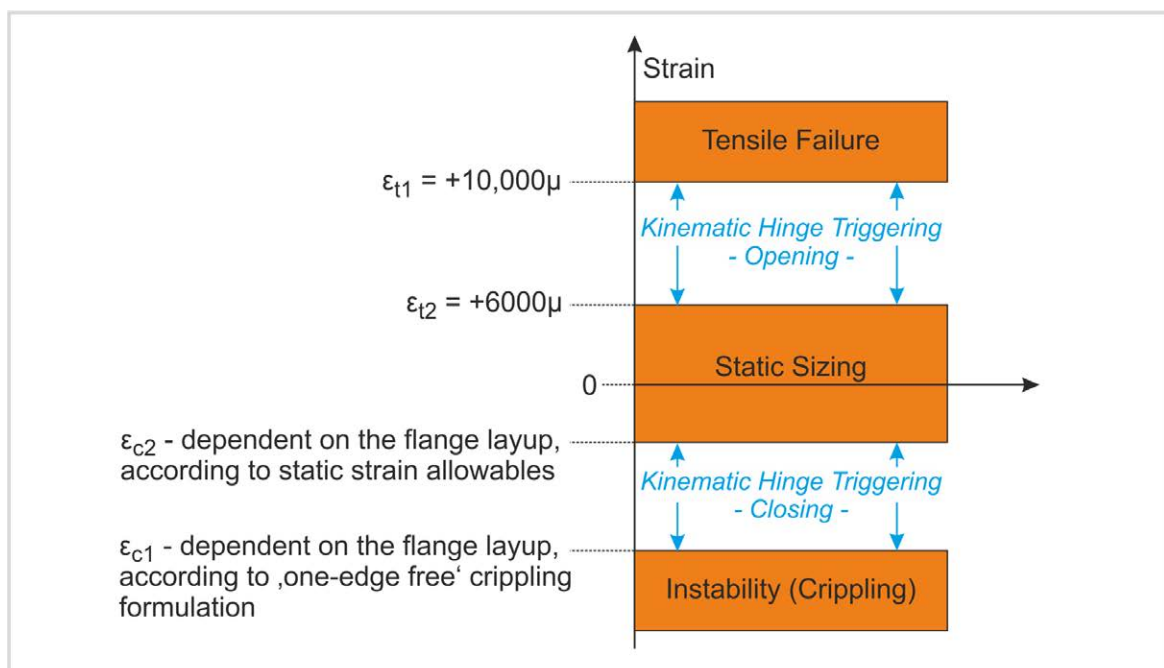 Strain
Tensile Failure
εt1 = +10,000μ
Kinematic Hinge Triggering
- Opening -
εt2 = +6000μ
Static Sizing
0
εc2 - dependent on the flange layup,
according to static strain allowables
Kinematic Hinge Triggering
- Closing -
εc1 - dependent on the flange layup,
according to ‚one-edge free‘ crippling
formulation
Instability (Crippling)